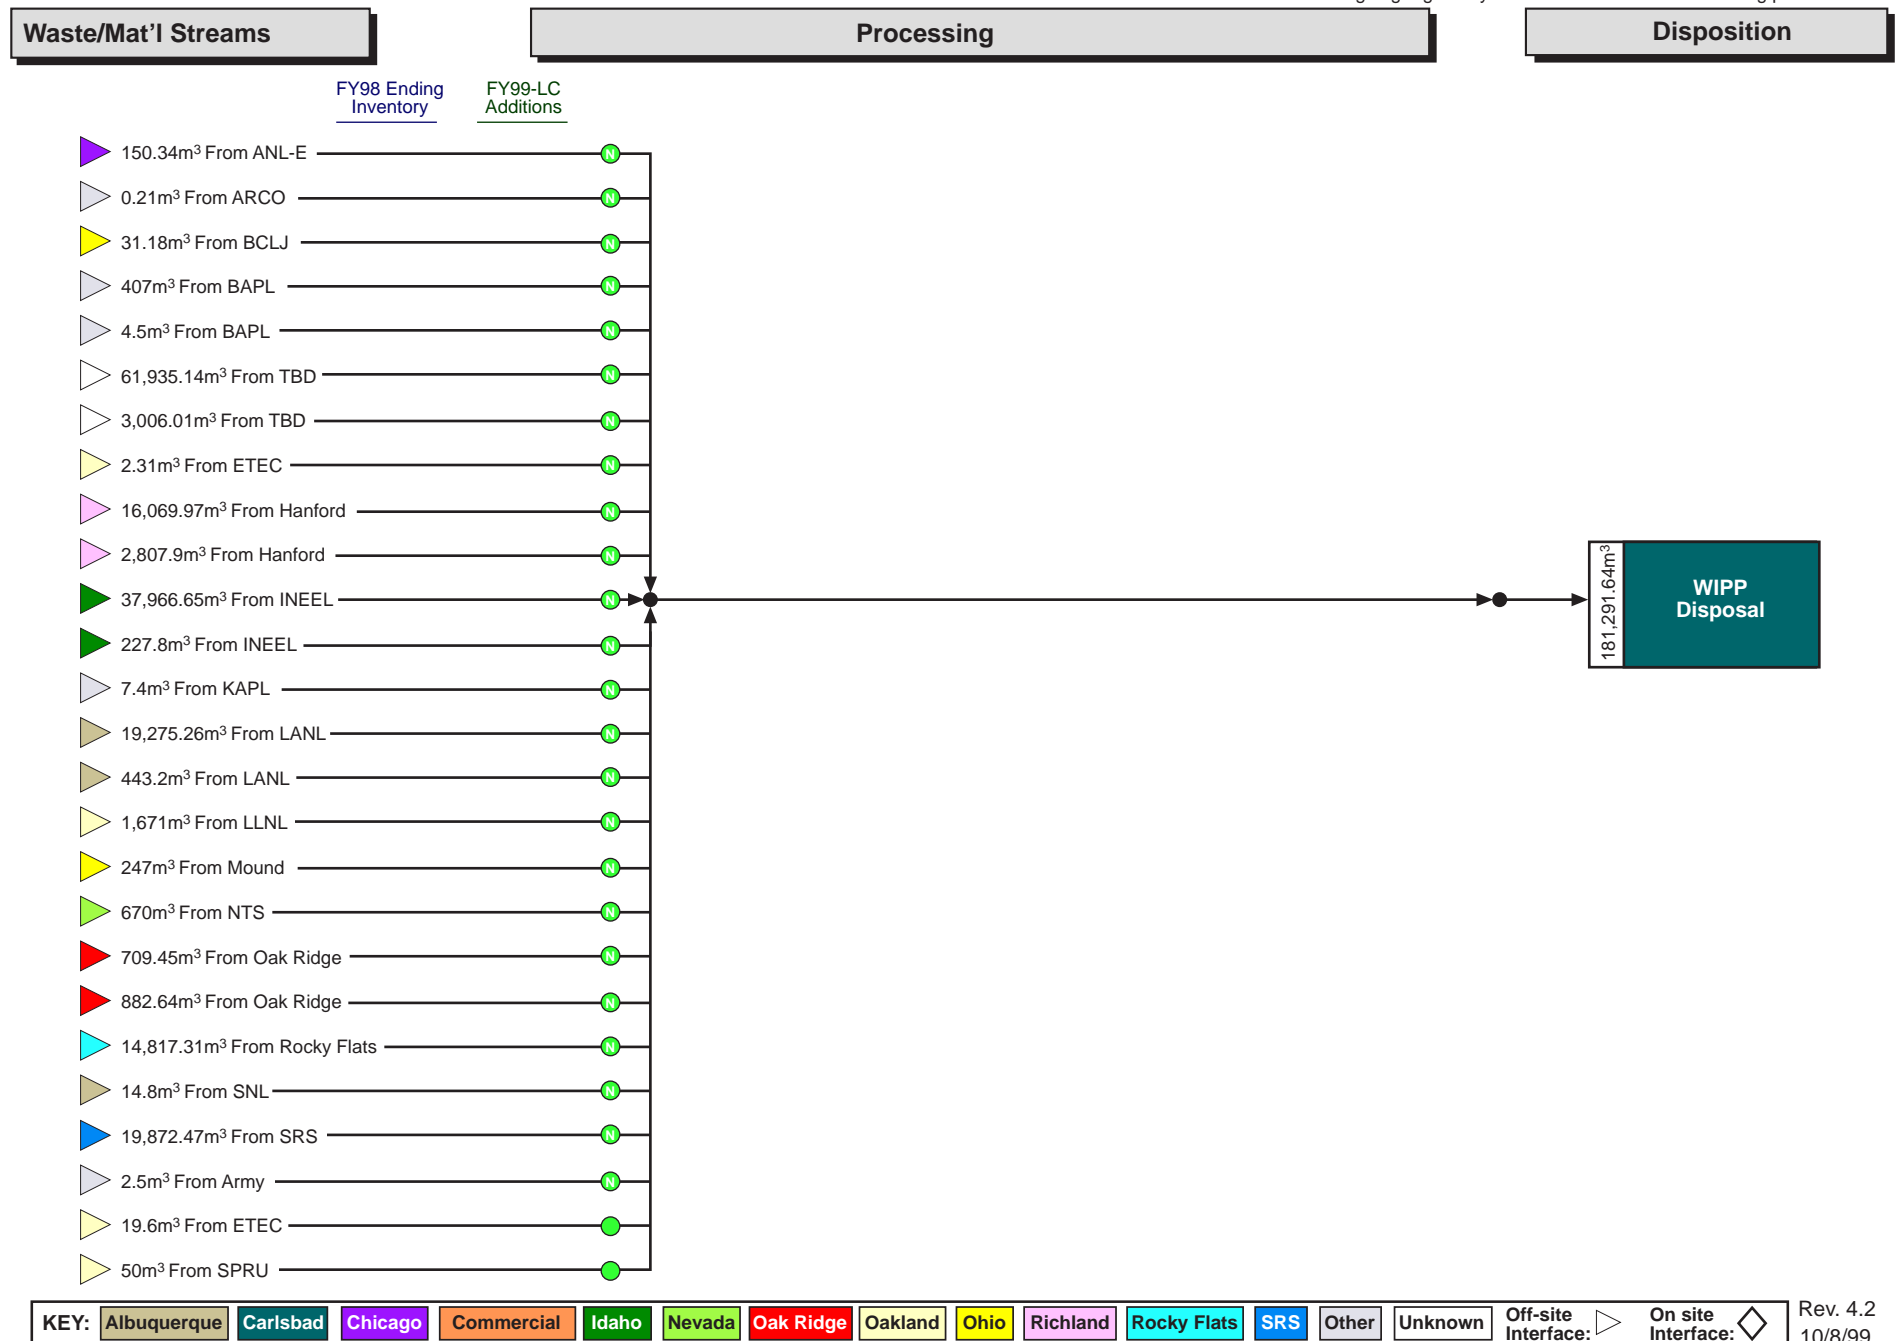 Waste/Mat'l Streams
Processing
Disposition
FY98 Ending
Inventory
FY99-LC
Additions
150.34m³ From ANL-E N
0.21m³ From ARCO N
31.18m³ From BCLJ N
407m³ From BAPL N
4.5m³ From BAPL N
61,935.14m³ From TBD N
3,006.01m³ From TBD N
2.31m³ From ETEC N
16,069.97m³ From Hanford N
2,807.9m³ From Hanford N
37,966.65m³ From INEEL N
227.8m³ From INEEL N
7.4m³ From KAPL N
19,275.26m³ From LANL N
443.2m³ From LANL N
1,671m³ From LLNL N
247m³ From Mound N
670m³ From NTS N
709.45m³ From Oak Ridge N
882.64m³ From Oak Ridge N
14,817.31m³ From Rocky Flats N
14.8m³ From SNL N
19,872.47m³ From SRS N
2.5m³ From Army N
19.6m³ From ETEC
50m³ From SPRU
181,291.64m³
WIPP
Disposal
KEY: Albuquerque Carlsbad Chicago Commercial Idaho Nevada Oak Ridge Oakland Ohio Richland Rocky Flats SRS Other Unknown
Off-site
Interface:
On site
Interface:
Rev. 4.2
10/8/99